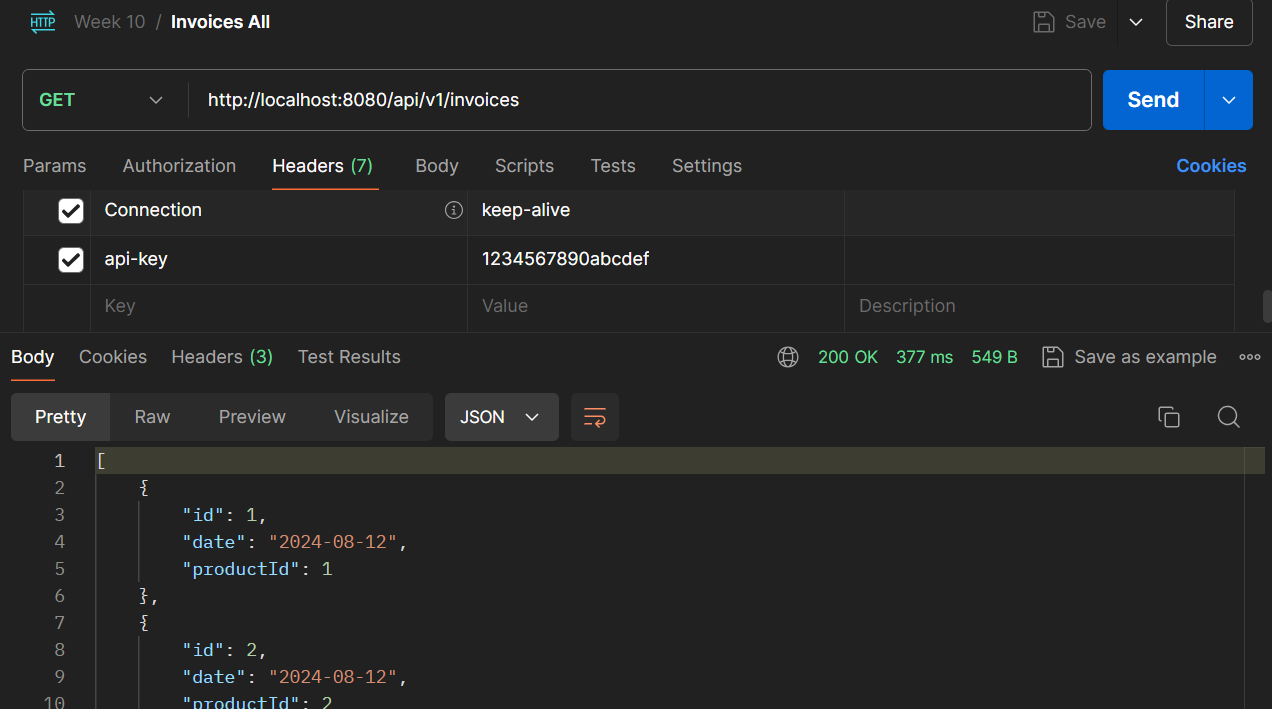 HTTP Week 10 / Invoices All Save Share
GET http://localhost:8080/api/v1/invoices Send
Params Authorization Headers (7) Body Scripts Tests Settings Cookies
Connection keep-alive
api-key 1234567890abcdef
Key Value Description
Body Cookies Headers (3) Test Results 200 OK 377 ms 549 B Save as example
Pretty Raw Preview Visualize JSON
1 [
2 {
3 "id": 1,
4 "date": "2024-08-12",
5 "productId": 1
6 },
7 {
8 "id": 2,
9 "date": "2024-08-12",
10 "productId": 2